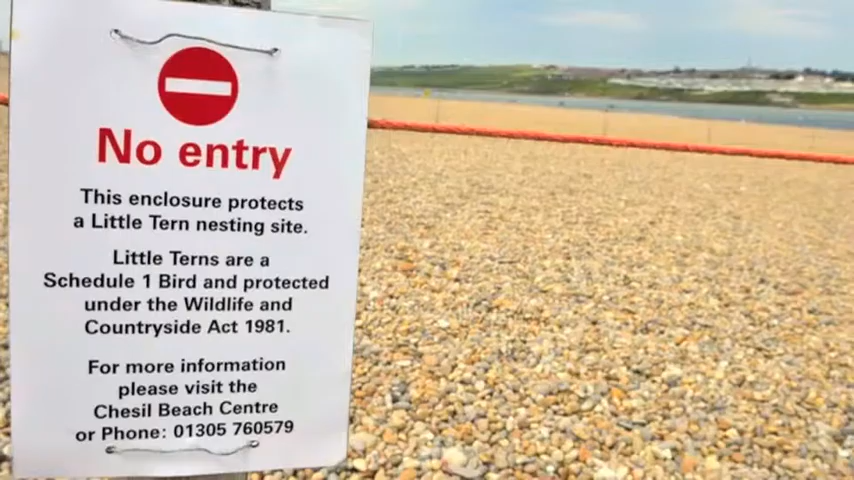 No entry
This enclosure protects
a Little Tern nesting site.
Little Terns are a
Schedule 1 Bird and protected
under the Wildlife and
Countryside Act 1981.
For more information
please visit the
Chesil Beach Centre
or Phone: 01305 760579